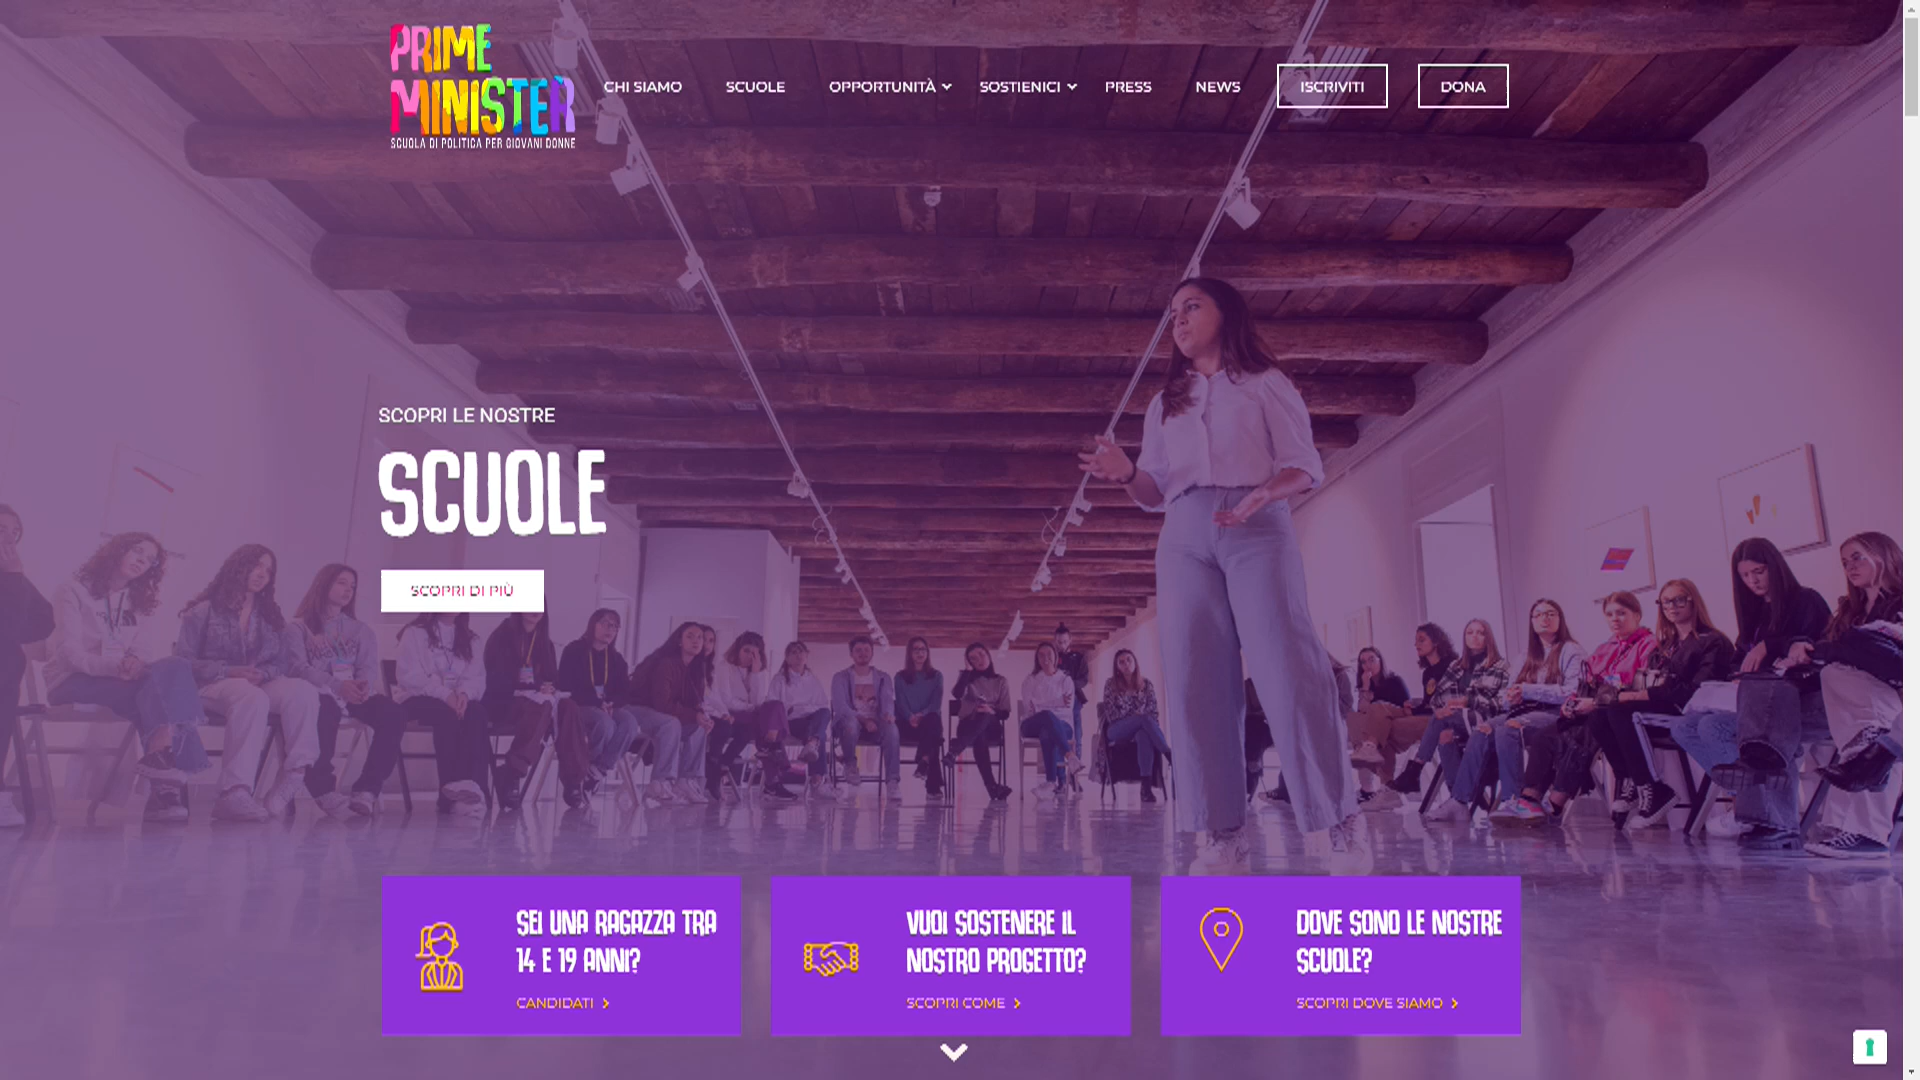 PRIME
MINISTER
SCUOLA DI POLITICA PER GIOVANI DONNE
CHI SIAMO
SCUOLE
OPPORTUNITÀ
SOSTIENICI
PRESS
NEWS
ISCRIVITI
DONA
SCOPRI LE NOSTRE
SCUOLE
SCOPRI DI PIÙ
SEI UNA RAGAZZA TRA
14 E 19 ANNI?
CANDIDATI
VUOI SOSTENERE IL
NOSTRO PROGETTO?
SCOPRI COME
DOVE SONO LE NOSTRE
SCUOLE?
SCOPRI DOVE SIAMO